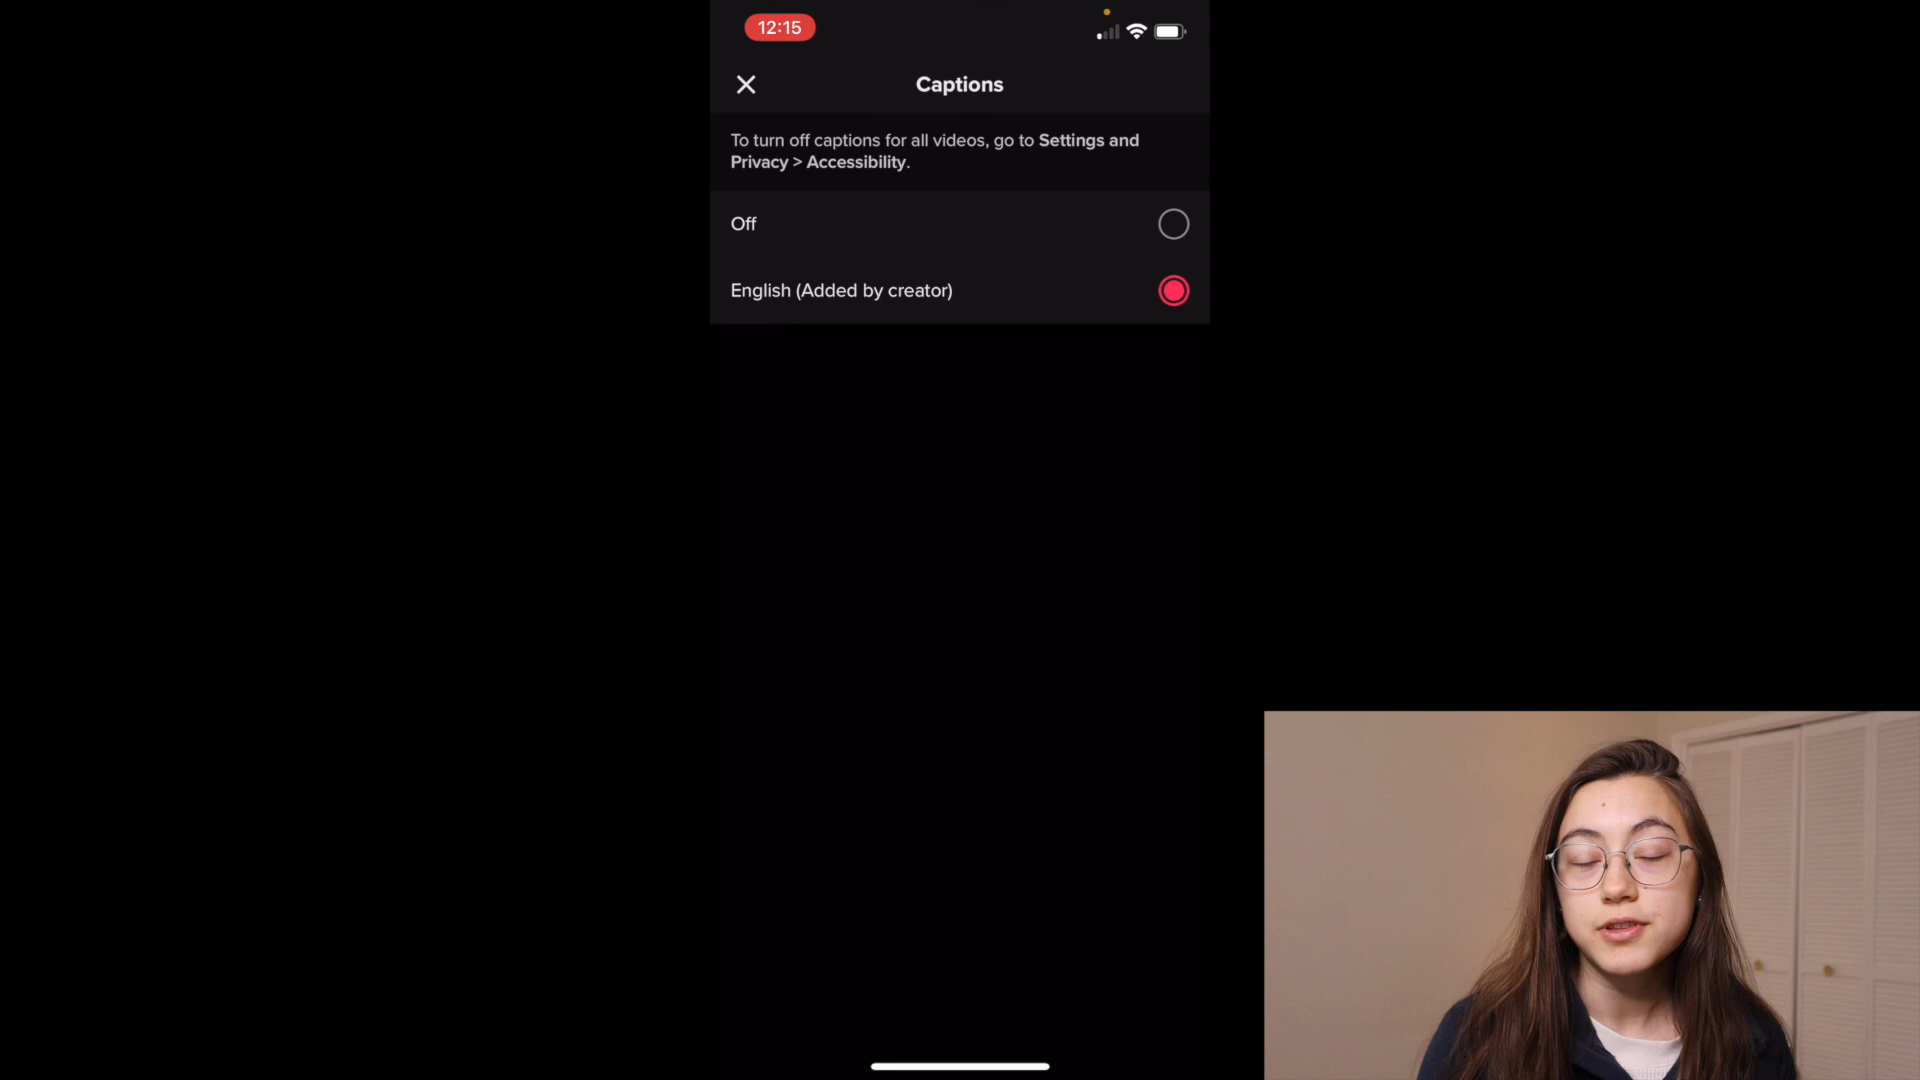 12:15
Captions
To turn off captions for all videos, go to Settings and
Privacy > Accessibility.
Off
English (Added by creator)